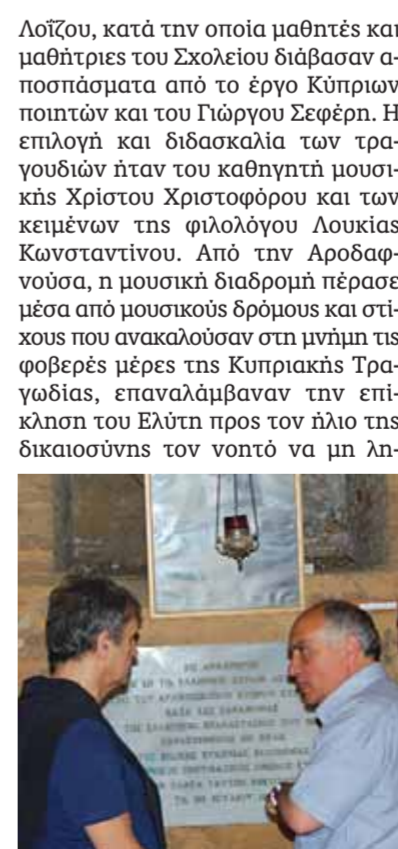 Λοΐζου, κατά την οποία μαθητές και
μαθήτριες του Σχολείου διάβασαν α-
ποσπάσματα από το έργο Κύπριων
ποιητών και του Γιώργου Σεφέρη. Η
επιλογή και διδασκαλία των τρα-
γουδιών ήταν του καθηγητή μουσι-
κής Χρίστου Χριστοφόρου και των
κειμένων της φιλολόγου Λουκίας
Κωνσταντίνου. Από την Αροδαφ-
νούσα, η μουσική διαδρομή πέρασε
μέσα από μουσικούς δρόμους και στί-
χους που ανακαλούσαν στη μνήμη τις
φοβερές μέρες της Κυπριακής Τρα-
γωδίας, επαναλάμβαναν την επί-
κληση του Ελύτη προς τον ήλιο της
δικαιοσύνης τον νοητό να μη λη-